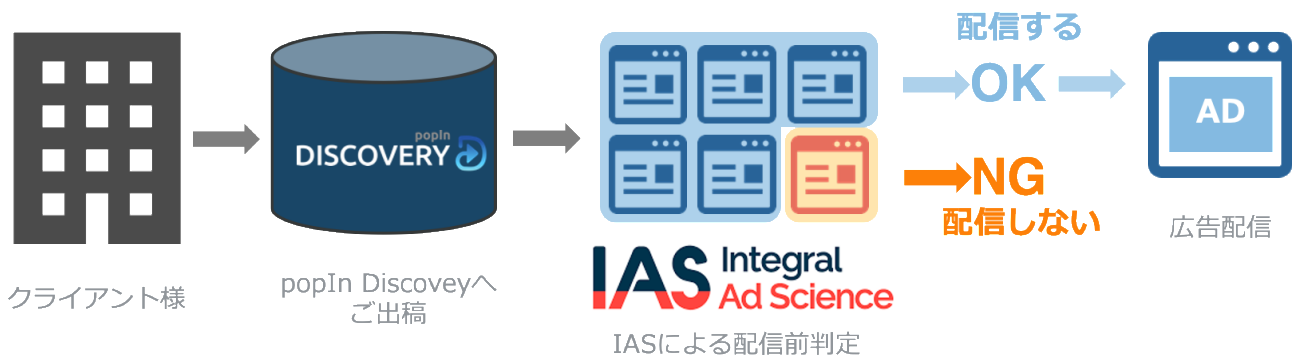 クライアント様
popIn
DISCOVERY
popIn Discoveyへ
ご出稿
IAS Integral
Ad Science
IASによる配信前判定
配信する
OK
NG
配信しない
AD
広告配信